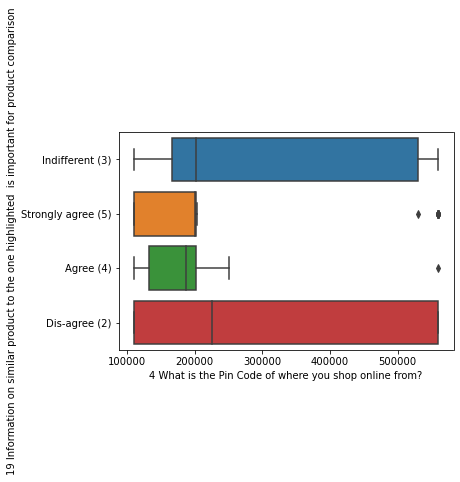 19 Information on similar product to the one highlighted  is important for product comparison
Indifferent (3)
Strongly agree (5)
Agree (4)
Dis-agree (2)
100000 200000 300000 400000 500000
4 What is the Pin Code of where you shop online from?